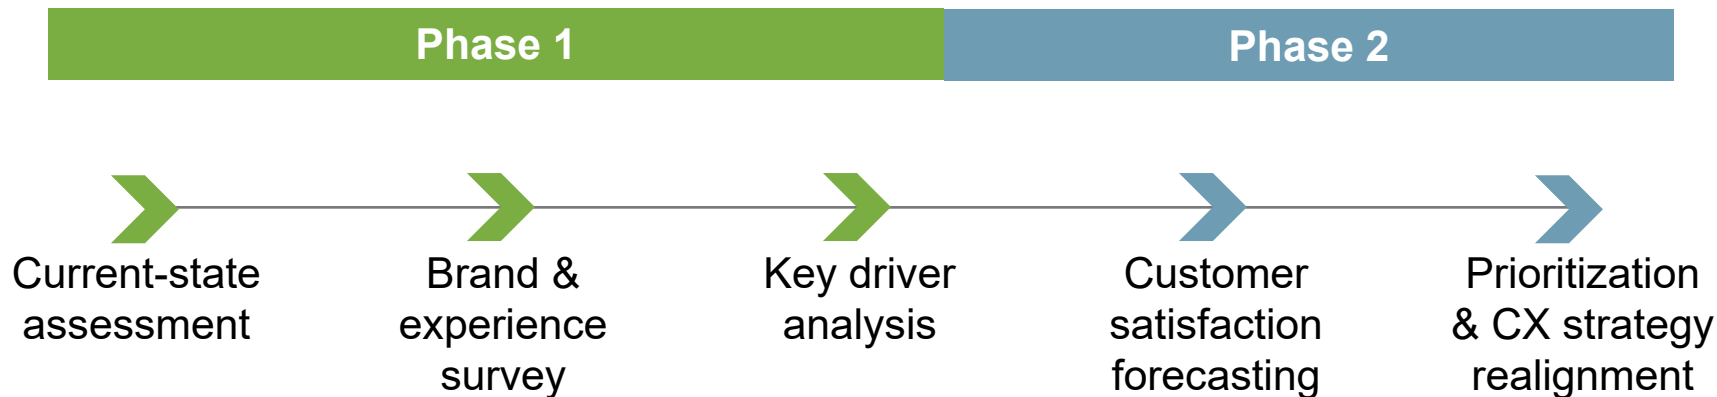 Phase 1
Phase 2
Current-state
assessment
Brand &
experience
survey
Key driver
analysis
Customer
satisfaction
forecasting
Prioritization
& CX strategy
realignment